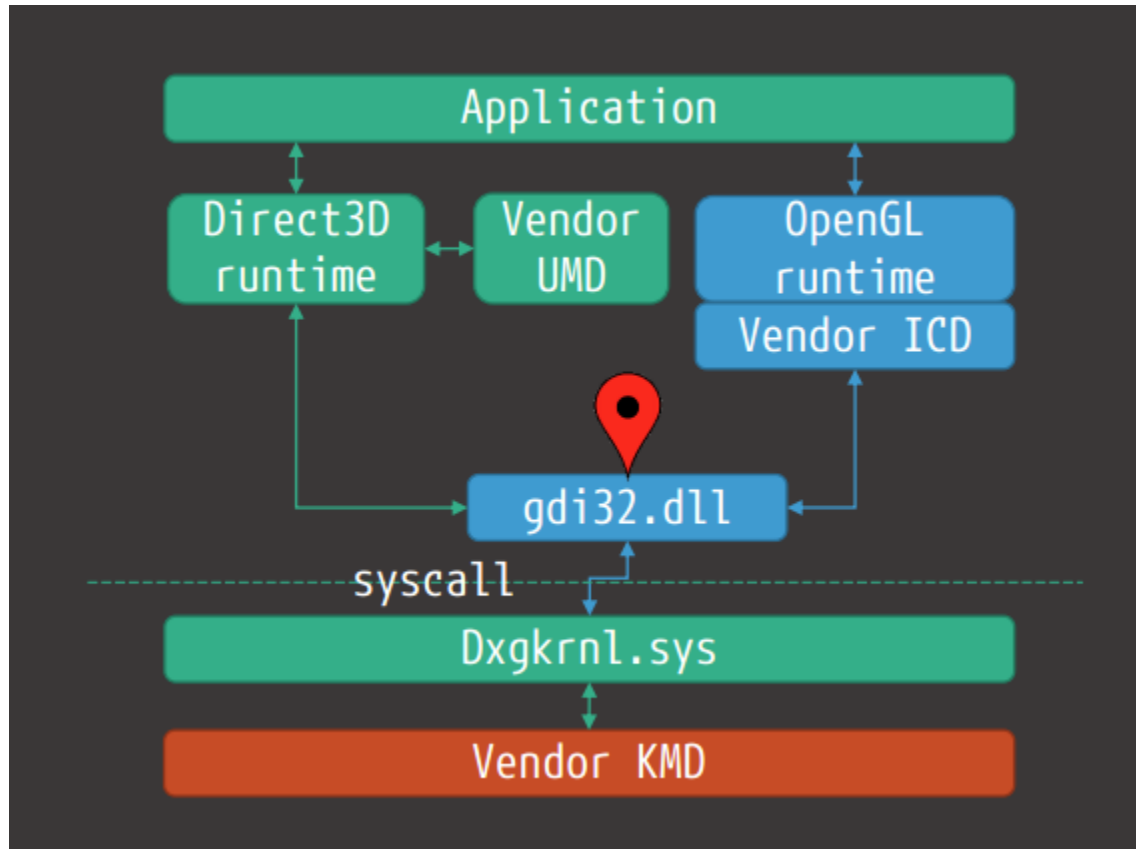 Application
Direct3D
runtime
Vendor
UMD
OpenGL
runtime
Vendor ICD
gdi32.dll
syscall
Dxgkrnl.sys
Vendor KMD